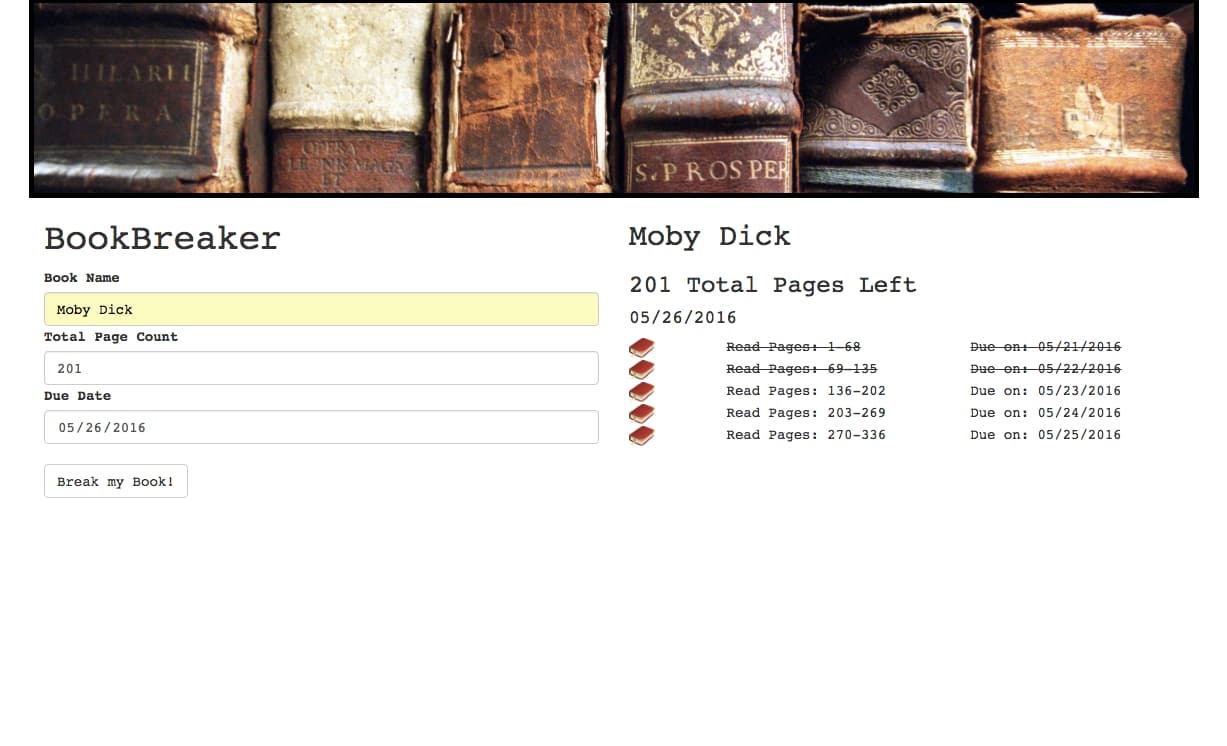 HILARII
OPERA
OPERA
S. PROSPER
BookBreaker
Book Name
Moby Dick
Total Page Count
201
Due Date
05/26/2016
Break my Book!
Moby Dick
201 Total Pages Left
05/26/2016
Read Pages: 1-68 Due on: 05/21/2016
Read Pages: 69-135 Due on: 05/22/2016
Read Pages: 136-202 Due on: 05/23/2016
Read Pages: 203-269 Due on: 05/24/2016
Read Pages: 270-336 Due on: 05/25/2016